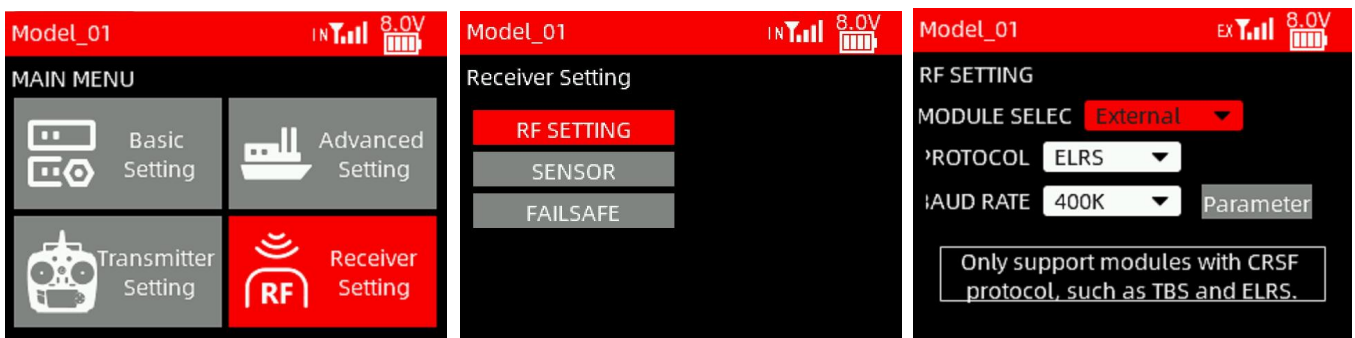 Model_01
IN
8.0V
MAIN MENU
Basic
Setting
Advanced
Setting
Transmitter
Setting
RF
Receiver
Setting
Model_01
IN
8.0V
Receiver Setting
RF SETTING
SENSOR
FAILSAFE
Model_01
EX
8.0V
RF SETTING
MODULE SELEC External
PROTOCOL ELRS
BAUD RATE 400K Parameter
Only support modules with CRSF
protocol, such as TBS and ELRS.